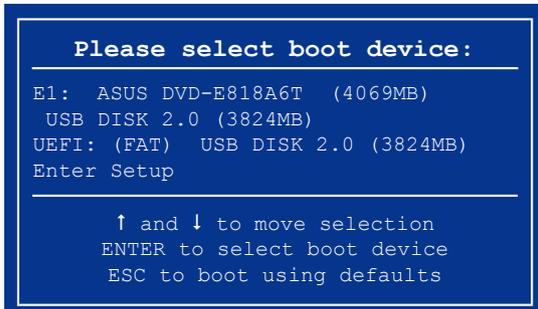 Please select boot device:
E1: ASUS DVD-E818A6T (4069MB)
USB DISK 2.0 (3824MB)
UEFI: (FAT) USB DISK 2.0 (3824MB)
Enter Setup
↑ and ↓ to move selection
ENTER to select boot device
ESC to boot using defaults